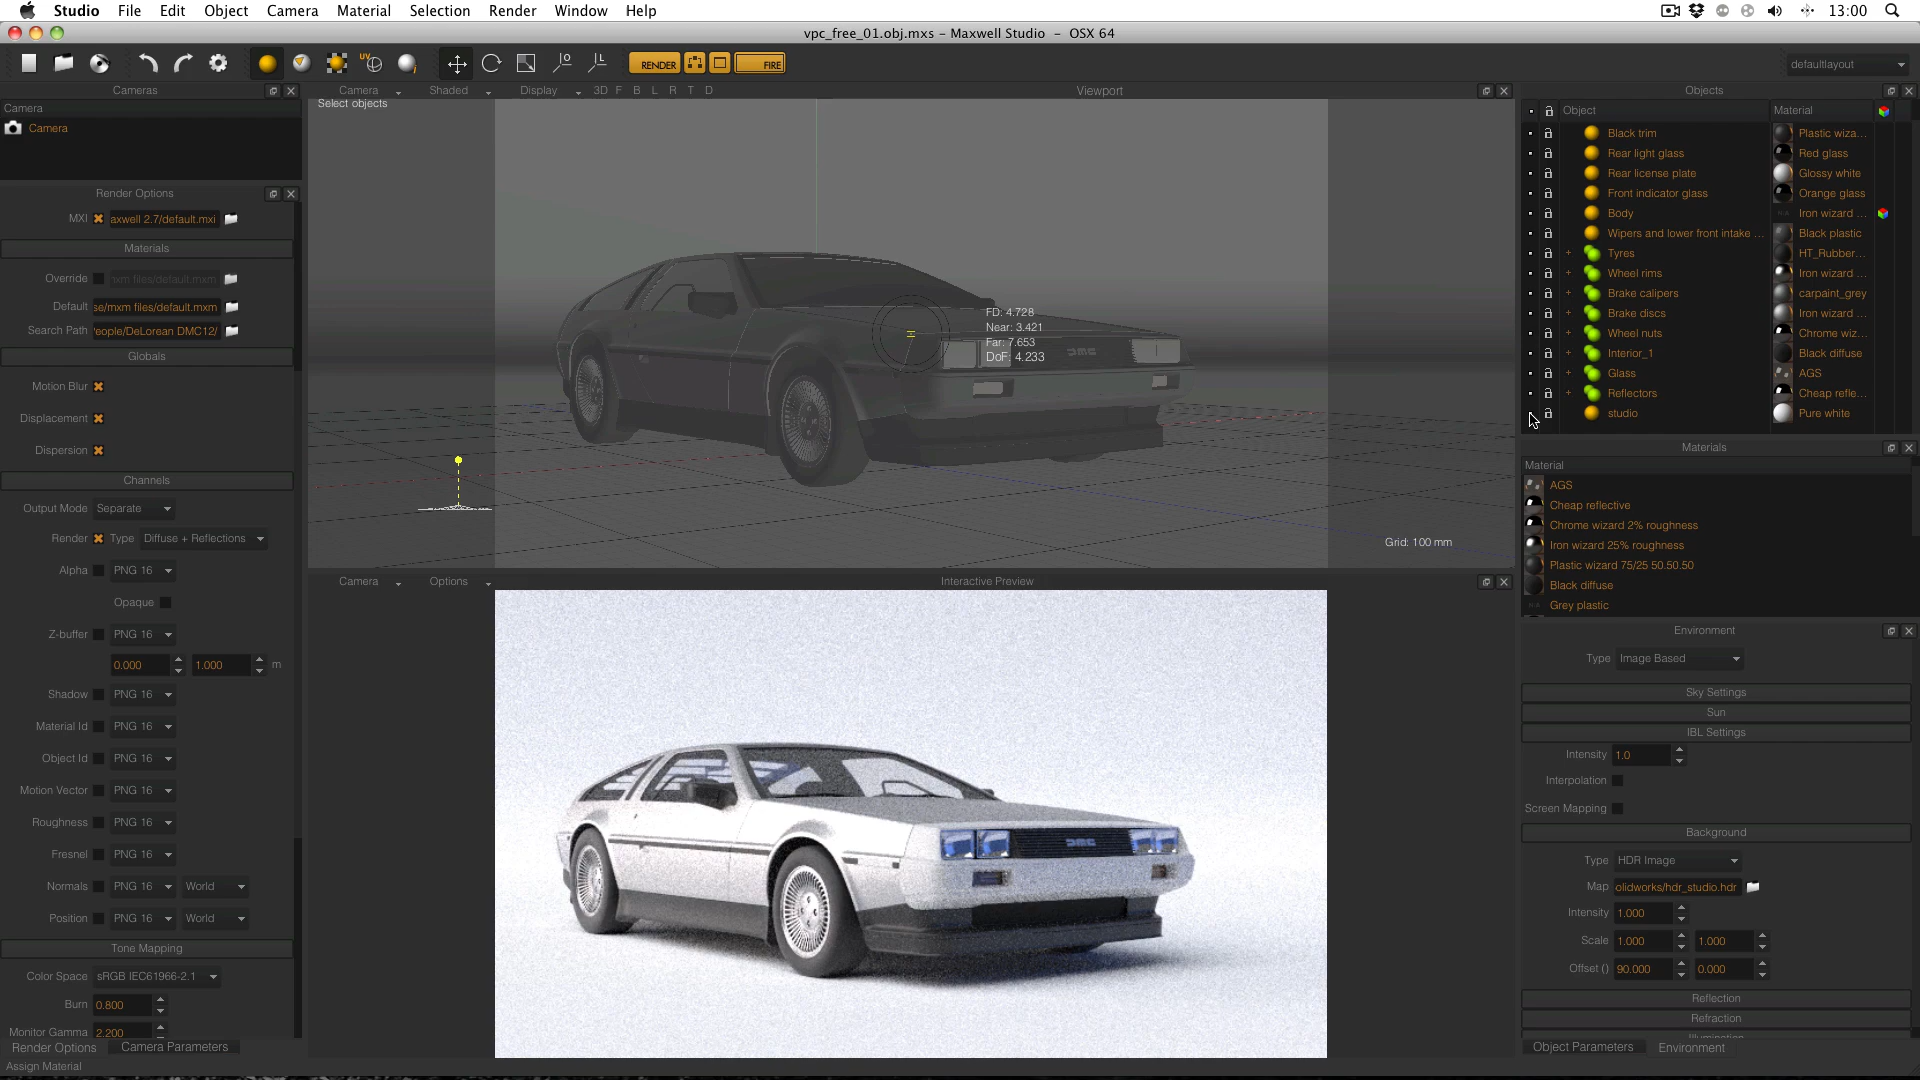 Studio File Edit Object Camera Material Selection Render Window Help 13:00
vpc_free_01.obj.mxs - Maxwell Studio - OSX 64
UV RENDER FIRE defaultlayout
Cameras
Camera
Camera
Render Options
MXI axwell 2.7/default.mxi
Materials
Override xm files/default.mxm
Default se/mxm files/default.mxm
Search Path eople/DeLorean DMC12/
Globals
Motion Blur
Displacement
Dispersion
Channels
Output Mode Separate
Render Type Diffuse + Reflections
Alpha PNG 16
Opaque
Z-buffer PNG 16
0.000 1.000 m
Shadow PNG 16
Material Id PNG 16
Object Id PNG 16
Motion Vector PNG 16
Roughness PNG 16
Fresnel PNG 16
Normals PNG 16 World
Position PNG 16 World
Tone Mapping
Color Space sRGB IEC61966-2.1
Burn 0.800
Monitor Gamma 2.200
Render Options Camera Parameters
Assign Material
Camera Shaded Display 3D F B L R T D Viewport
Select objects
FD: 4.728
Near: 3.421
Far: 7.653
DoF: 4.233
DMC
Grid: 100 mm
Camera Options Interactive Preview
DMC
Objects
Object Material
Black trim Plastic wiza...
Rear light glass Red glass
Rear license plate Glossy white
Front indicator glass Orange glass
Body N/A Iron wizard ...
Wipers and lower front intake ... Black plastic
Tyres HT_Rubber...
Wheel rims Iron wizard ...
Brake calipers carpaint_grey
Brake discs Iron wizard ...
Wheel nuts Chrome wiz...
Interior_1 Black diffuse
Glass AGS
Reflectors Cheap refle...
studio Pure white
Materials
Material
AGS
Cheap reflective
Chrome wizard 2% roughness
Iron wizard 25% roughness
Plastic wizard 75/25 50.50.50
Black diffuse
N/A Grey plastic
Environment
Type Image Based
Sky Settings
Sun
IBL Settings
Intensity 1.0
Interpolation
Screen Mapping
Background
Type HDR Image
Map olidworks/hdr_studio.hdr
Intensity 1.000
Scale 1.000 1.000
Offset () 90.000 0.000
Reflection
Refraction
Object Parameters Environment